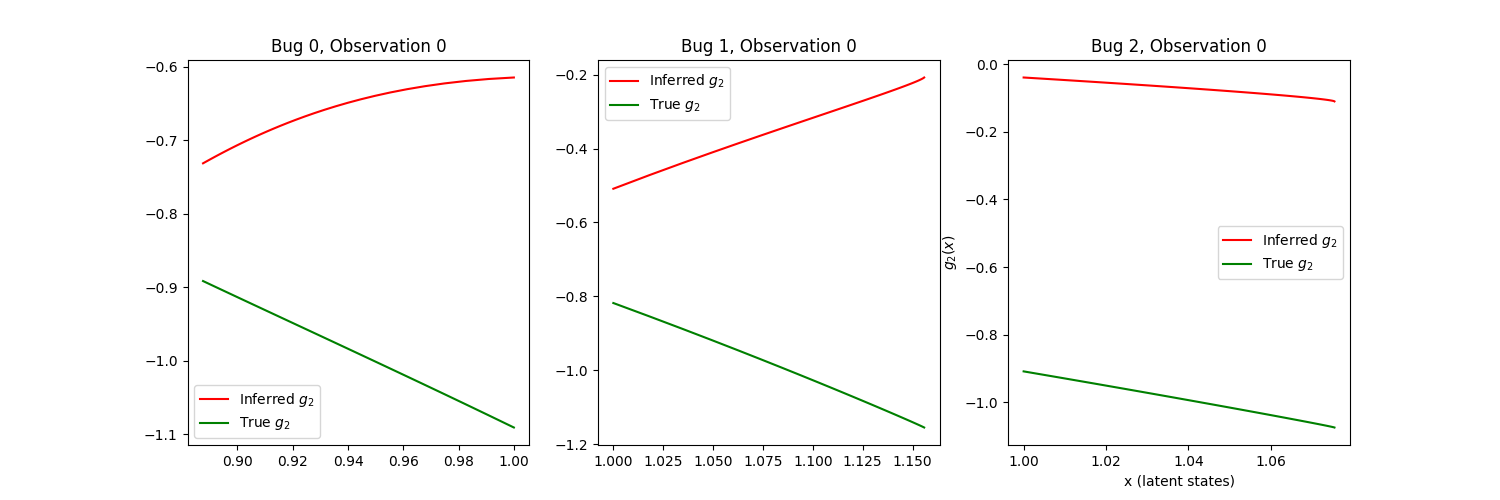 Bug 0, Observation 0
−0.6
−0.7
−0.8
−0.9
−1.0
−1.1
Inferred g₂
True g₂
0.90 0.92 0.94 0.96 0.98 1.00
Bug 1, Observation 0
Inferred g₂
True g₂
−0.2
−0.4
−0.6
−0.8
−1.0
−1.2
1.000 1.025 1.050 1.075 1.100 1.125 1.150
Bug 2, Observation 0
g₂(x)
0.0
−0.2
−0.4
−0.6
−0.8
−1.0
Inferred g₂
True g₂
1.00 1.02 1.04 1.06
x (latent states)